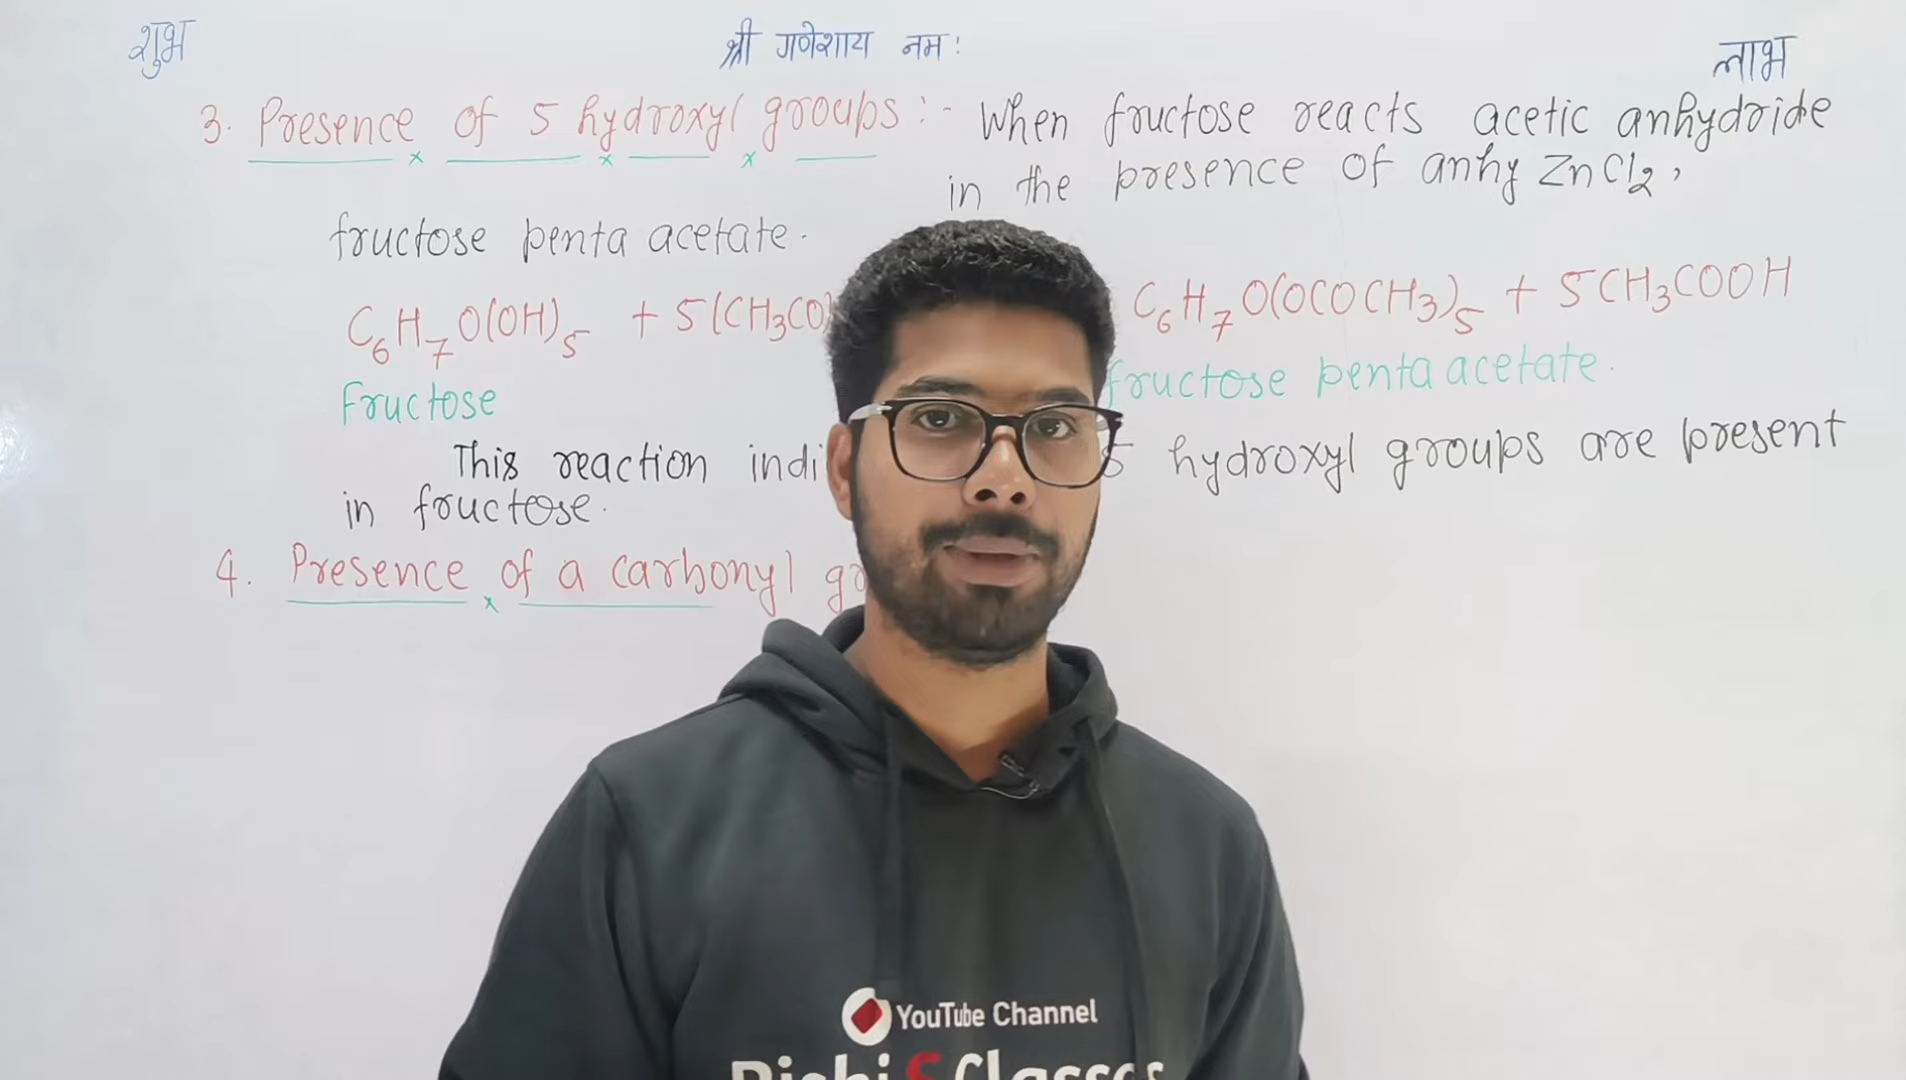 शुभ श्री गणेशाय नम: लाभ
3. Presence of 5 hydroxyl groups :- When fructose reacts acetic anhydride
in the presence of anhy ZnCl2,
fructose penta acetate.
C6H7O(OH)5 + 5(CH3CO) C6H7O(OCOCH3)5 + 5CH3COOH
Fructose fructose penta acetate.
This reaction indi 5 hydroxyl groups are present
in fructose.
4. Presence of a carbonyl
YouTube Channel
Classes